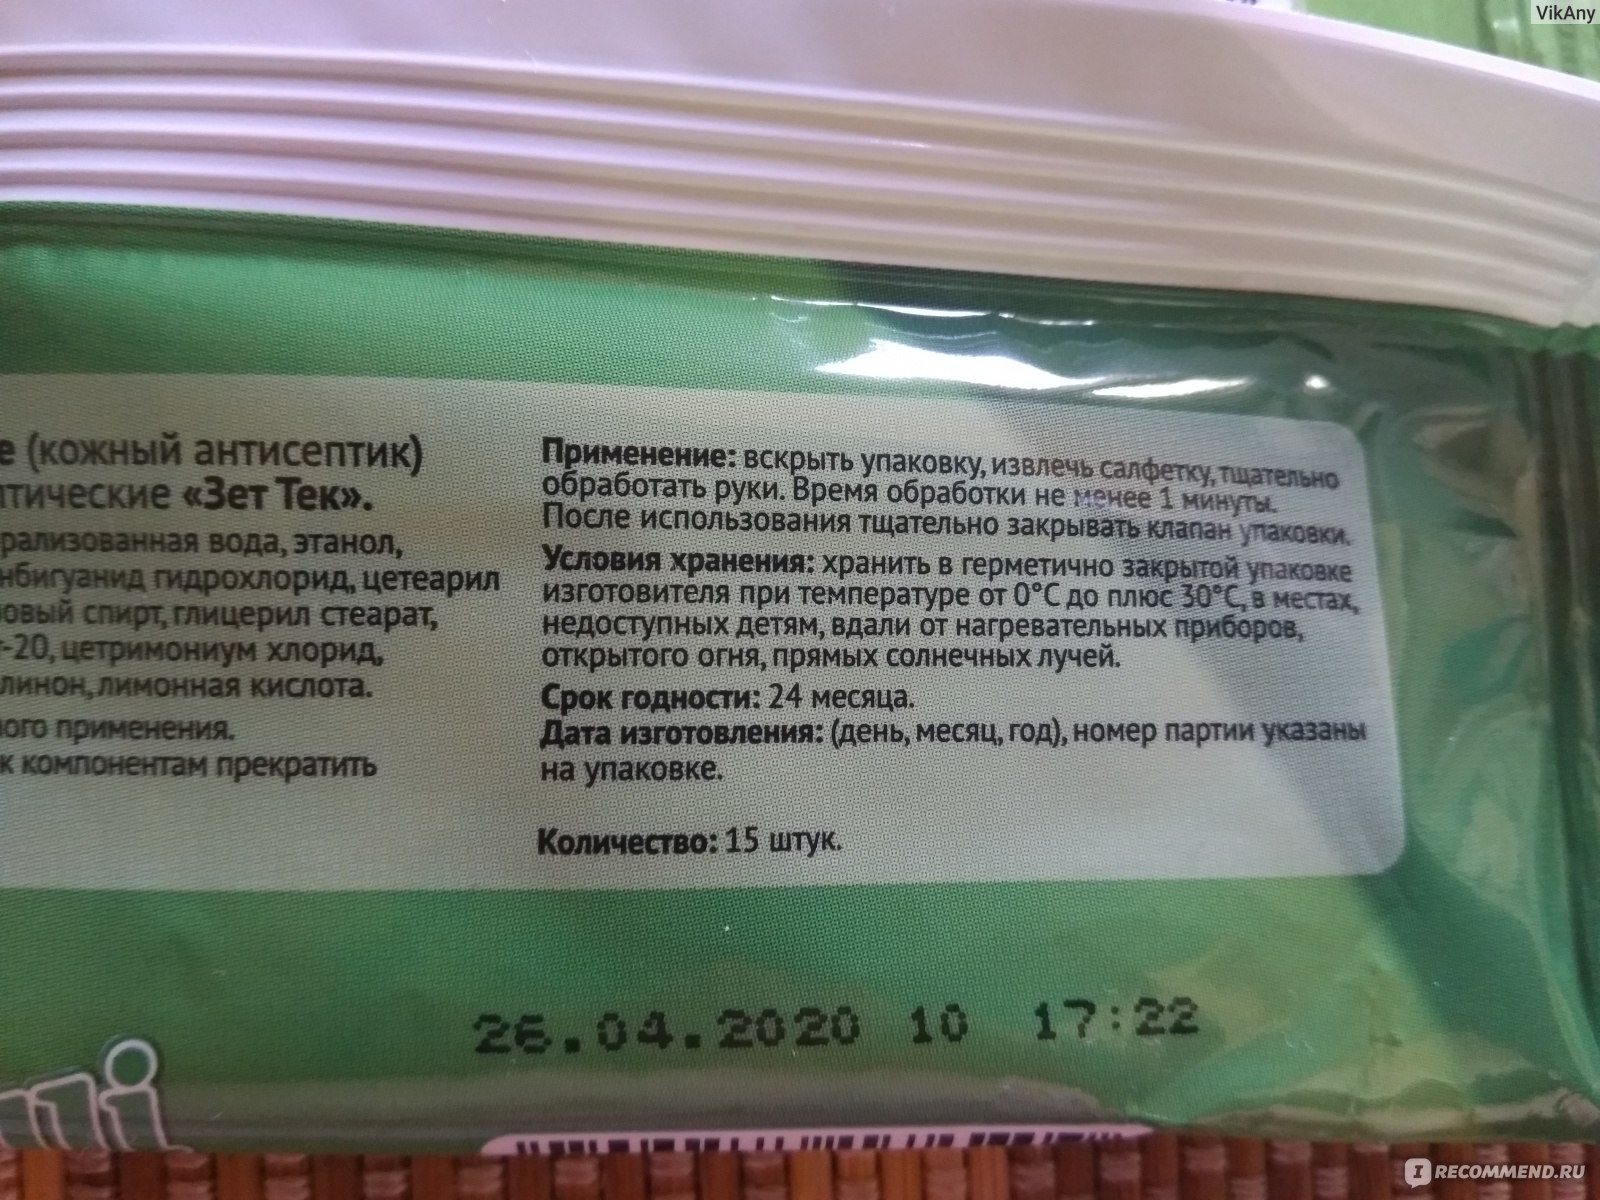 VikAny
е (кожный антисептик)
птические «Зет Тек».
рализованная вода, этанол,
нбигуанид гидрохлорид, цетеарил
овый спирт, глицерил стеарат,
-20, цетримониум хлорид,
линон, лимонная кислота.
ого применения.
к компонентам прекратить
Применение: вскрыть упаковку, извлечь салфетку, тщательно
обработать руки. Время обработки не менее 1 минуты.
После использования тщательно закрывать клапан упаковки.
Условия хранения: хранить в герметично закрытой упаковке
изготовителя при температуре от 0°С до плюс 30°С, в местах,
недоступных детям, вдали от нагревательных приборов,
открытого огня, прямых солнечных лучей.
Срок годности: 24 месяца.
Дата изготовления: (день, месяц, год), номер партии указаны
на упаковке.
Количество: 15 штук.
26.04.2020 10 17:22
IRECOMMEND.RU